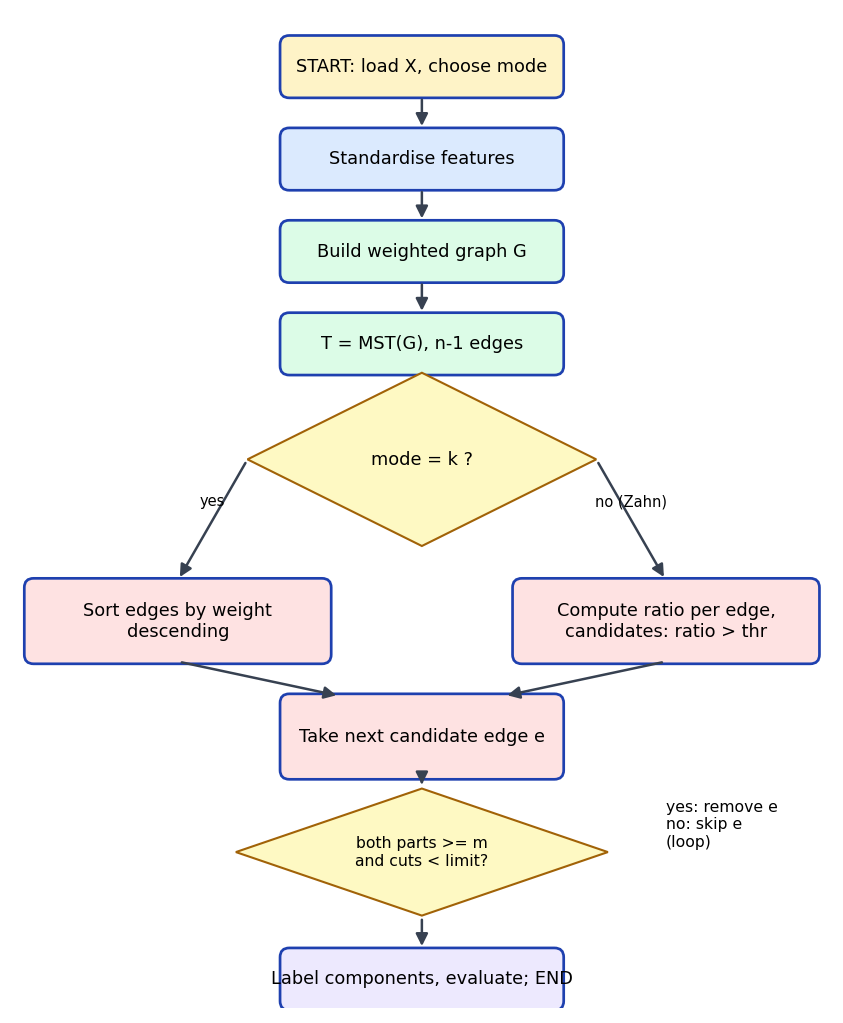 START: load X, choose mode
Standardise features
Build weighted graph G
T = MST(G), n-1 edges
mode = k ?
yes
no (Zahn)
Sort edges by weight
descending
Compute ratio per edge,
candidates: ratio > thr
Take next candidate edge e
yes: remove e
no: skip e
(loop)
both parts >= m
and cuts < limit?
Label components, evaluate; END